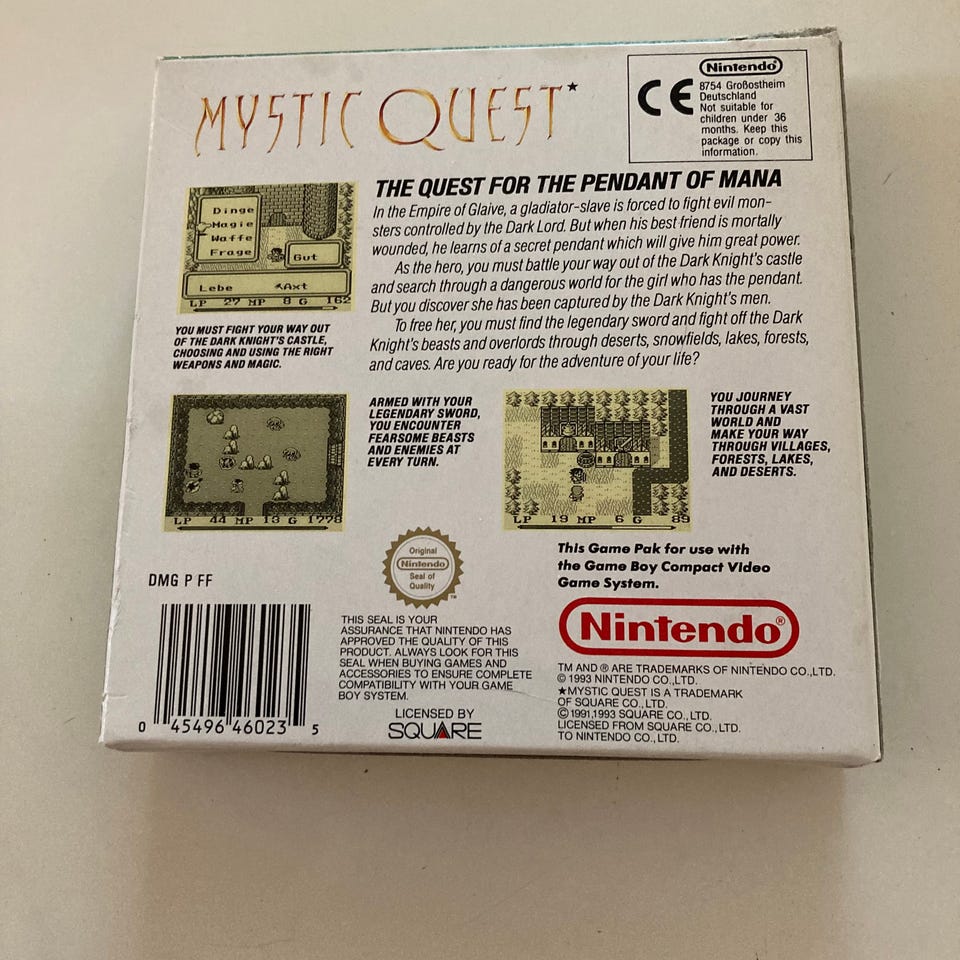 MYSTIC QUEST★
Nintendo®
CE
8754 Großostheim
Deutschland
Not suitable for
children under 36
months. Keep this
package or copy this
information.
THE QUEST FOR THE PENDANT OF MANA
In the Empire of Glaive, a gladiator-slave is forced to fight evil mon-
sters controlled by the Dark Lord. But when his best friend is mortally
wounded, he learns of a secret pendant which will give him great power.
As the hero, you must battle your way out of the Dark Knight's castle
and search through a dangerous world for the girl who has the pendant.
But you discover she has been captured by the Dark Knight's men.
To free her, you must find the legendary sword and fight off the Dark
Knight's beasts and overlords through deserts, snowfields, lakes, forests,
and caves. Are you ready for the adventure of your life?
Dinge
Magie
Waffe
Frage
Gut
Lebe Axt
LP 27 MP 8 G 162
YOU MUST FIGHT YOUR WAY OUT
OF THE DARK KNIGHT'S CASTLE,
CHOOSING AND USING THE RIGHT
WEAPONS AND MAGIC.
LP 44 MP 13 G 1778
ARMED WITH YOUR
LEGENDARY SWORD,
YOU ENCOUNTER
FEARSOME BEASTS
AND ENEMIES AT
EVERY TURN.
LP 19 MP 6 G 89
YOU JOURNEY
THROUGH A VAST
WORLD AND
MAKE YOUR WAY
THROUGH VILLAGES,
FORESTS, LAKES,
AND DESERTS.
DMG P FF
0 45496 46023 5
Original
Nintendo
Seal of
Quality
TM
THIS SEAL IS YOUR
ASSURANCE THAT NINTENDO HAS
APPROVED THE QUALITY OF THIS
PRODUCT. ALWAYS LOOK FOR THIS
SEAL WHEN BUYING GAMES AND
ACCESSORIES TO ENSURE COMPLETE
COMPATIBILITY WITH YOUR GAME
BOY SYSTEM.
LICENSED BY
SQUARE
This Game Pak for use with
the Game Boy Compact Video
Game System.
Nintendo®
TM AND ® ARE TRADEMARKS OF NINTENDO CO.,LTD.
© 1993 NINTENDO CO.,LTD.
★MYSTIC QUEST IS A TRADEMARK
OF SQUARE CO., LTD.
© 1991,1993 SQUARE CO., LTD.
LICENSED FROM SQUARE CO., LTD.
TO NINTENDO CO., LTD.